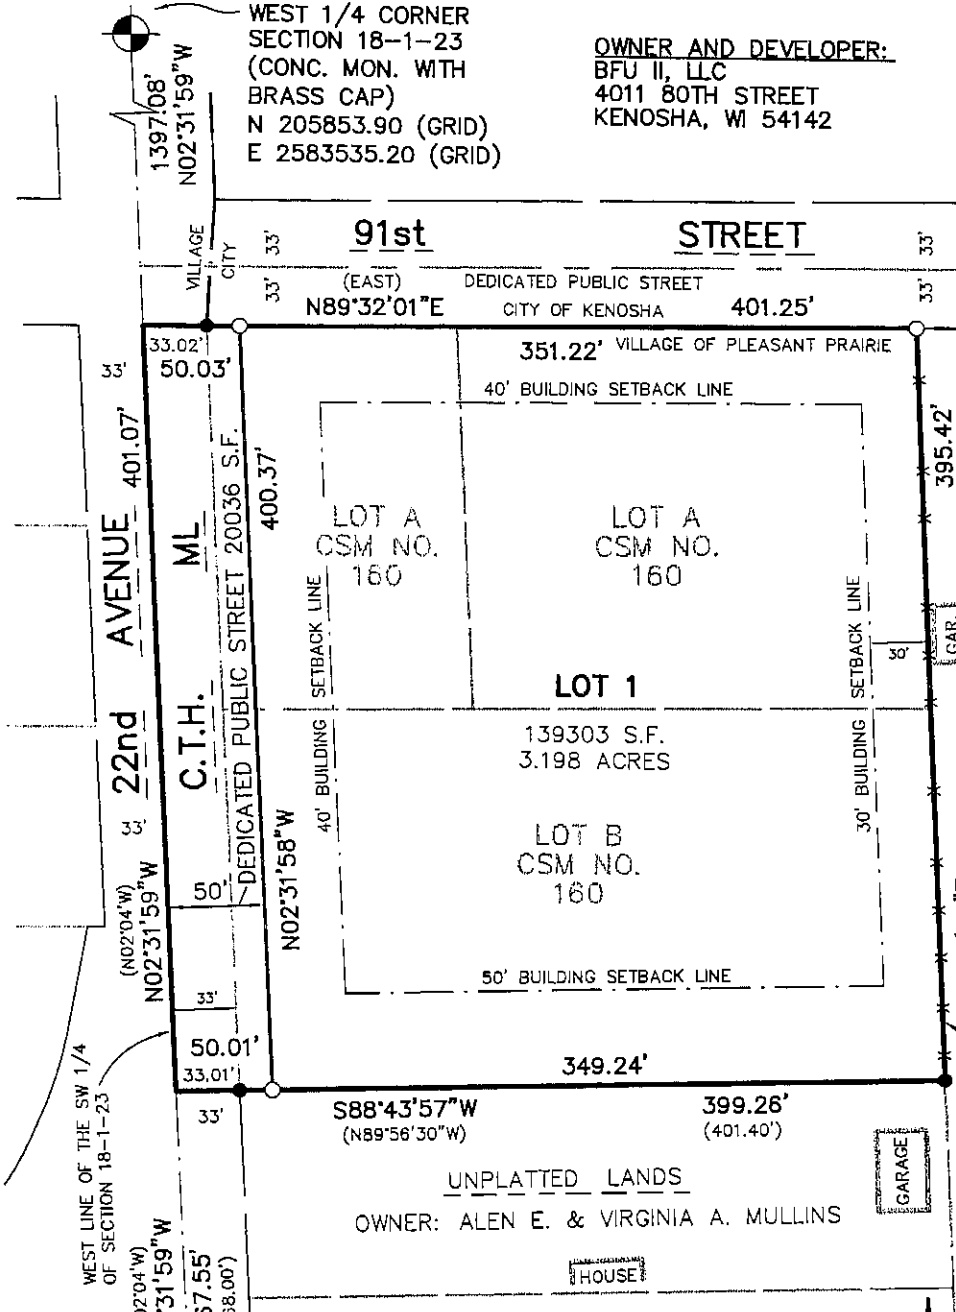 WEST 1/4 CORNER
SECTION 18-1-23
(CONC. MON. WITH
BRASS CAP)
N 205853.90 (GRID)
E 2583535.20 (GRID)
OWNER AND DEVELOPER:
BFU II, LLC
4011 80TH STREET
KENOSHA, WI 54142
1397.08'
N02°31'59"W
VILLAGE
CITY
33'
33'
91st STREET
33'
33'
(EAST)
DEDICATED PUBLIC STREET
N89°32'01"E
CITY OF KENOSHA
401.25'
33.02'
50.03'
351.22'
VILLAGE OF PLEASANT PRAIRIE
33'
40' BUILDING SETBACK LINE
401.07'
400.37'
395.42'
22nd AVENUE
C.T.H. ML
DEDICATED PUBLIC STREET 20036 S.F.
LOT A
CSM NO.
160
LOT A
CSM NO.
160
40' BUILDING SETBACK LINE
30' BUILDING SETBACK LINE
30'
GAR.
LOT 1
139303 S.F.
3.198 ACRES
33'
LOT B
CSM NO.
160
N02°31'58"W
(N02°04'W)
N02°31'59"W
50'
50' BUILDING SETBACK LINE
33'
50.01'
33.01'
349.24'
33'
S88°43'57"W
(N89°56'30"W)
399.26'
(401.40')
WEST LINE OF THE SW 1/4
OF SECTION 18-1-23
UNPLATTED LANDS
OWNER: ALEN E. & VIRGINIA A. MULLINS
GARAGE
HOUSE